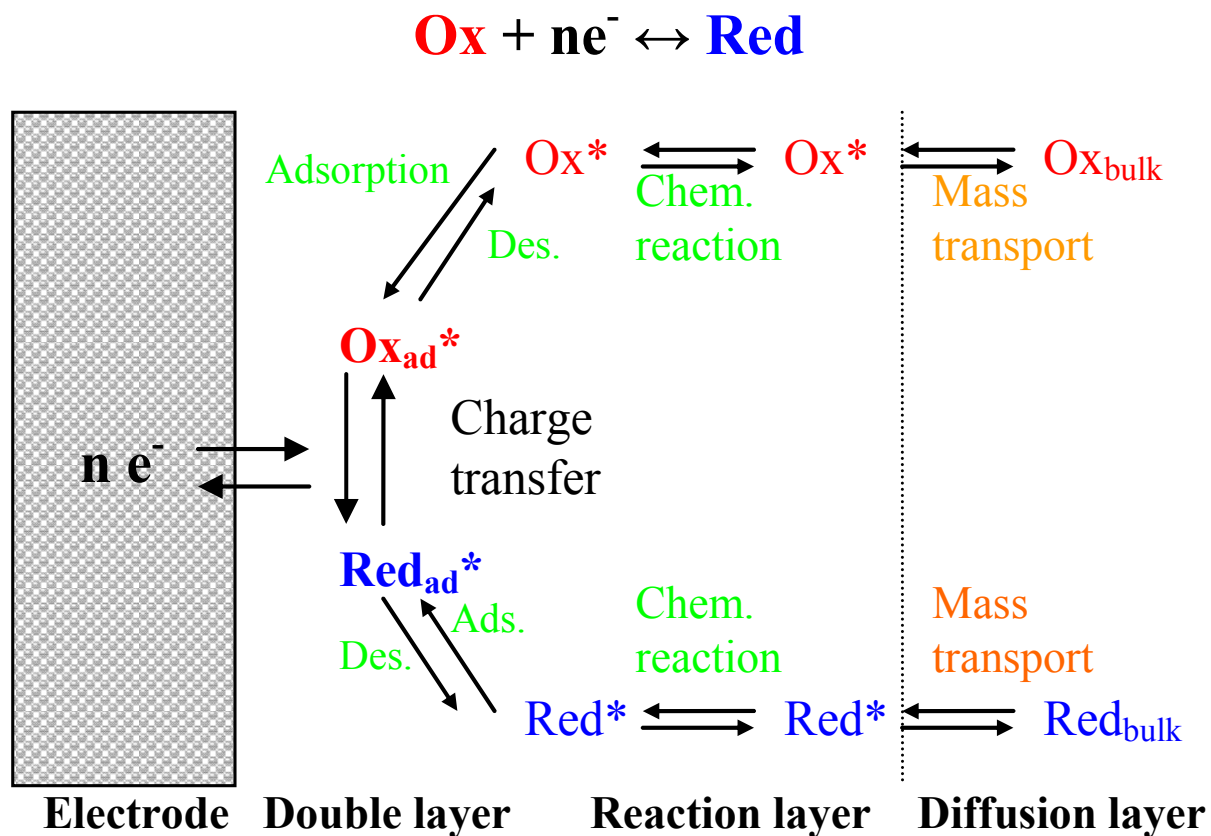 Ox + ne⁻ ↔ Red
Adsorption
Ox*
Ox*
Ox_bulk
Chem.
reaction
Mass
transport
Des.
Ox_ad*
n e⁻
Charge
transfer
Red_ad*
Ads.
Des.
Chem.
reaction
Mass
transport
Red*
Red*
Red_bulk
Electrode Double layer Reaction layer Diffusion layer